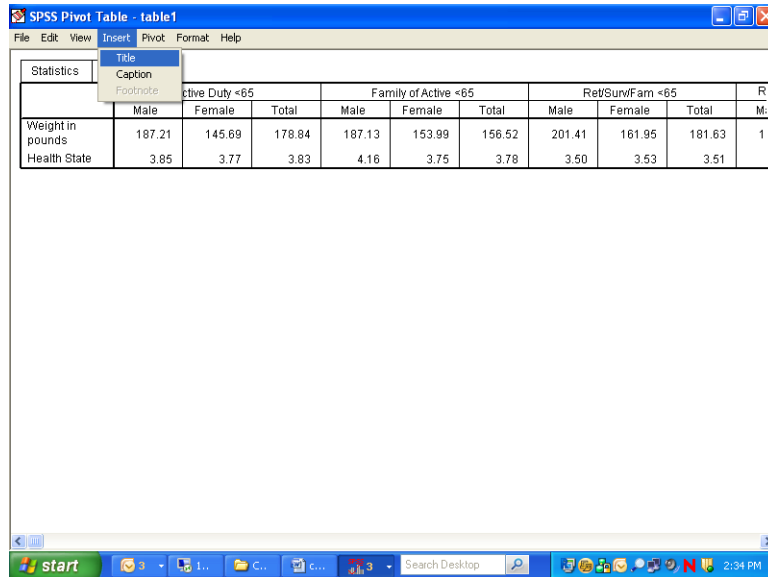 SPSS Pivot Table - table1
File Edit View Insert Pivot Format Help
Title
Caption
Footnote
Statistics
ctive Duty <65 Family of Active <65 Ret/Surv/Fam <65 R
Male Female Total Male Female Total Male Female Total M
Weight in
pounds
187.21 145.69 178.84 187.13 153.99 156.52 201.41 161.95 181.63 1
Health State 3.85 3.77 3.83 4.16 3.75 3.78 3.50 3.53 3.51
start 3 1.. C.. c... 3 Search Desktop N 2:34 PM